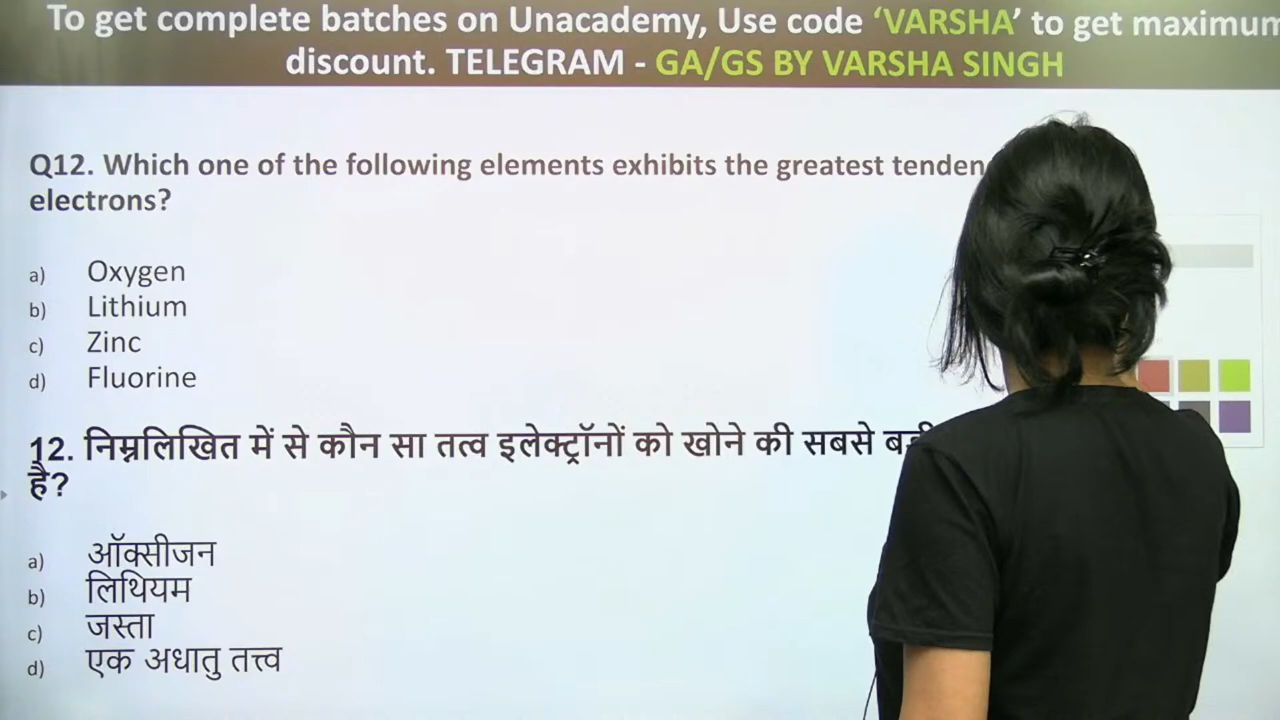 To get complete batches on Unacademy, Use code ‘VARSHA’ to get maximum
discount. TELEGRAM - GA/GS BY VARSHA SINGH
Q12. Which one of the following elements exhibits the greatest
electrons?
a) Oxygen
b) Lithium
c) Zinc
d) Fluorine
12. निम्नलिखित में से कौन सा तत्व इलेक्ट्रॉनों को खोने की सबसे
है?
a) ऑक्सीजन
b) लिथियम
c) जस्ता
d) एक अधातु तत्त्व